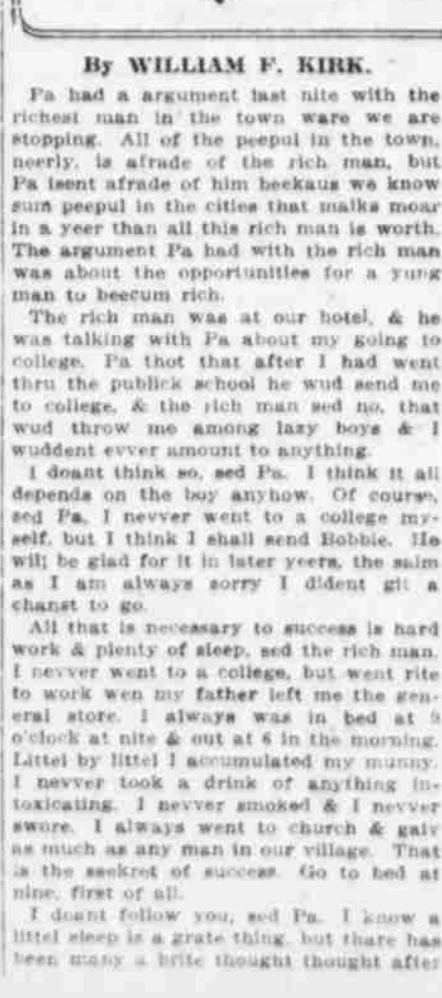 By WILLIAM F. KIRK.
Pa had a argument last nite with the
richest man in the town ware we are
stopping. All of the peepul in the town,
neerly, is afrade of the rich man, but
Pa isent afrade of him beekaus we know
sum peepul in the cities that maiks moar
in a yeer than all this rich man is worth.
The argument Pa had with the rich man
was about the opportunities for a yung
man to beecum rich.
The rich man was at our hotel, & he
was talking with Pa about my going to
college. Pa thot that after I had went
thru the publick school he wud send me
to college, & the rich man sed no, that
wud throw me among lazy boys & I
wuddent evver amount to anything.
I doant think so, sed Pa. I think it all
depends on the boy anyhow. Of course,
sed Pa, I nevver went to a college my-
self, but I think I shall send Bobbie. He
will be glad for it in later yeers, the saim
as I am always sorry I dident git a
chanst to go.
All that is necessary to success is hard
work & plenty of sleep, sed the rich man.
I nevver went to a college, but went rite
to work wen my father left me the gen-
eral store. I always was in bed at 9
o'clock at nite & out at 6 in the morning.
Littel by littel I accumulated my munny.
I nevver took a drink of anything in-
toxicating. I nevver smoked & I nevver
swore. I always went to church & gaiv
as much as any man in our village. That
is the seekret of success. Go to bed at
nine, first of all.
I doant follow you, sed Pa. I know a
littel sleep is a grate thing, but thare has
been many a brite thought thought after